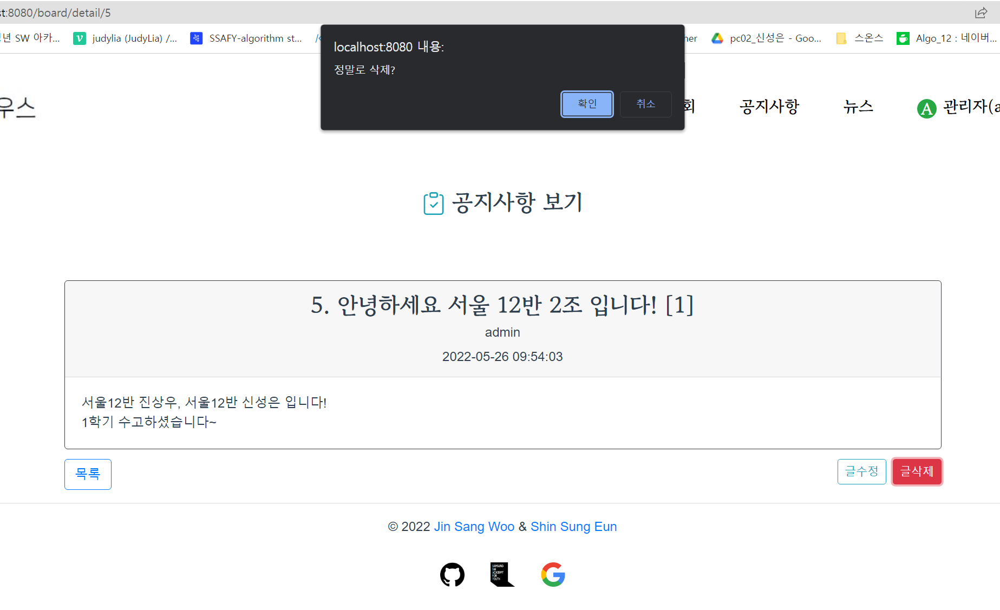 :8080/board/detail/5
년 SW 아카...
judylia (JudyLia) /...
SSAFY-algorithm st...
ner
pc02_신성은 - Goo...
스온스
Algo_12 : 네이버...
localhost:8080 내용:
정말로 삭제?
확인
취소
우스
회
공지사항
뉴스
A
관리자(a
공지사항 보기
5. 안녕하세요 서울 12반 2조 입니다! [1]
admin
2022-05-26 09:54:03
서울12반 진상우, 서울12반 신성은 입니다!
1학기 수고하셨습니다~
목록
글수정
글삭제
© 2022 Jin Sang Woo & Shin Sung Eun
SAMSUNG
SW
ACADEMY
FOR
YOUTH